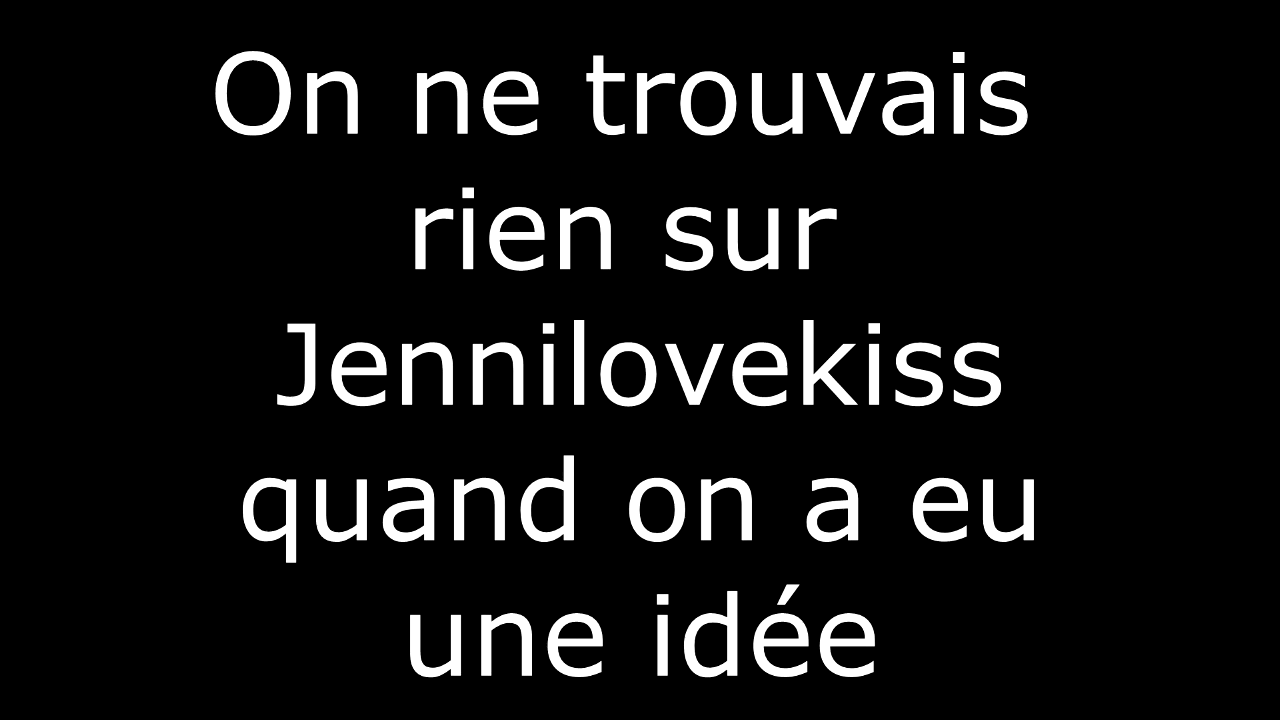 On ne trouvais
rien sur
Jennilovekiss
quand on a eu
une idée